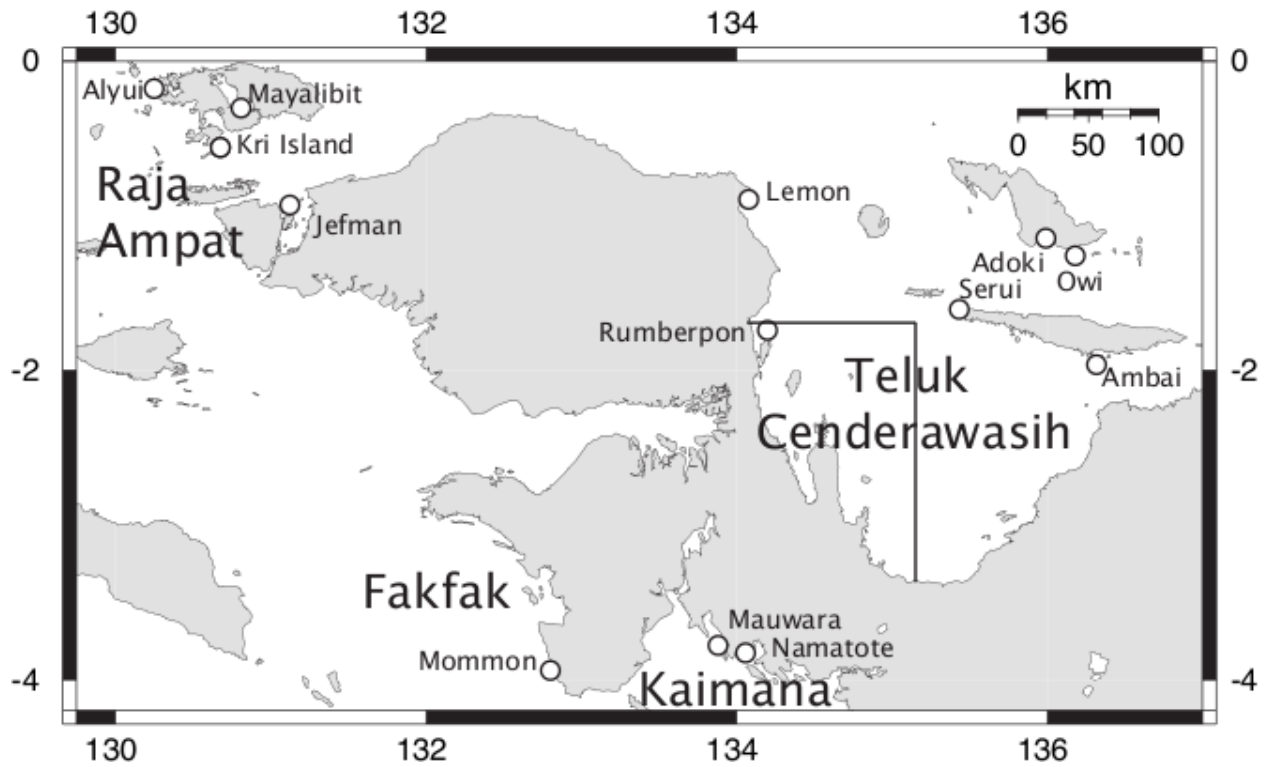 130 132 134 136
0 0
km
Alyui
Mayalibit
0 50 100
Kri Island
Raja
Lemon
Jefman
Ampat
Adoki
Owi
Serui
Rumberpon
-2 -2
Teluk
Ambai
Cenderawasih
Fakfak
Mauwara
Namatote
Mommon
-4 -4
Kaimana
130 132 134 136